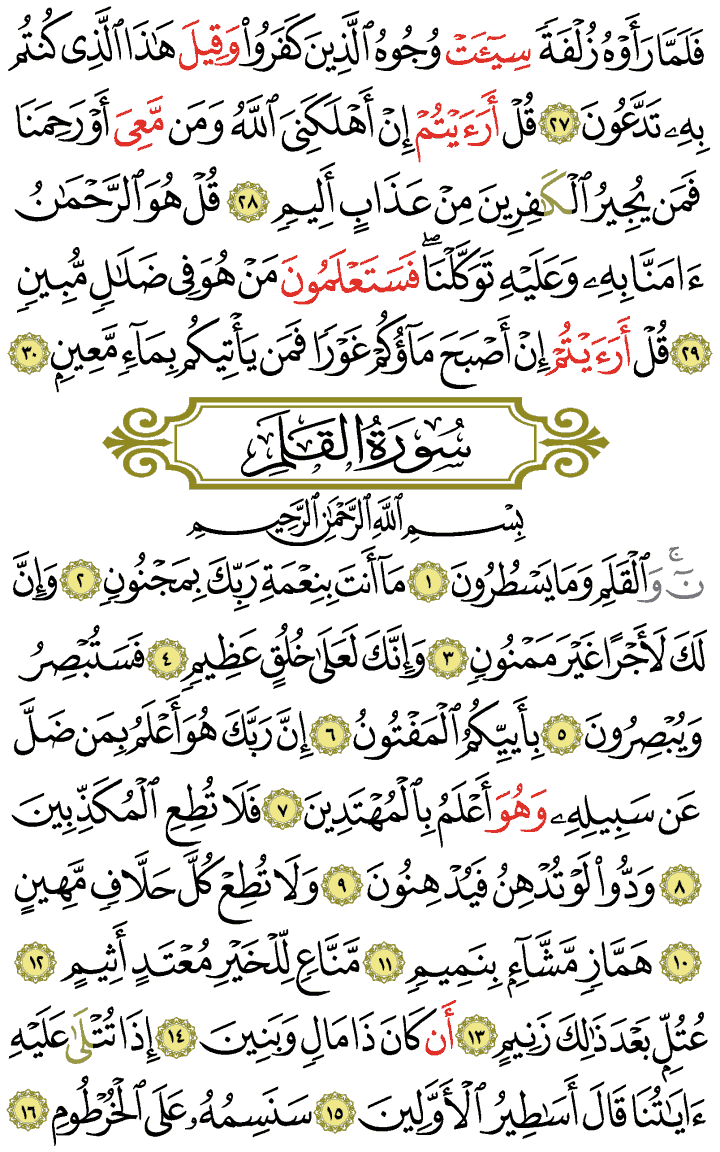 فَلَمَّا رَأَوْهُ زُلْفَةً سِيٓـَٔتْ وُجُوهُ ٱلَّذِينَ كَفَرُواْ وَقِيلَ هَٰذَا ٱلَّذِي كُنتُم
بِهِۦ تَدَّعُونَ ٢٧ قُلْ أَرَءَيْتُمْ إِنْ أَهْلَكَنِيَ ٱللَّهُ وَمَن مَّعِيَ أَوْ رَحِمَنَا
فَمَن يُجِيرُ ٱلْكَٰفِرِينَ مِنْ عَذَابٍ أَلِيمٍ ٢٨ قُلْ هُوَ ٱلرَّحْمَٰنُ
ءَامَنَّا بِهِۦ وَعَلَيْهِ تَوَكَّلْنَاۖ فَسَتَعْلَمُونَ مَنْ هُوَ فِي ضَلَٰلٍ مُّبِينٍ
٢٩ قُلْ أَرَءَيْتُمْ إِنْ أَصْبَحَ مَآؤُكُمْ غَوْرًا فَمَن يَأْتِيكُم بِمَآءٍ مَّعِينٍ ٣٠
سُورَةُ القَلَمِ
بِسْمِ ٱللَّهِ ٱلرَّحْمَٰنِ ٱلرَّحِيمِ
نٓۚ وَٱلْقَلَمِ وَمَا يَسْطُرُونَ ١ مَآ أَنتَ بِنِعْمَةِ رَبِّكَ بِمَجْنُونٍ ٢ وَإِنَّ
لَكَ لَأَجْرًا غَيْرَ مَمْنُونٍ ٣ وَإِنَّكَ لَعَلَىٰ خُلُقٍ عَظِيمٍ ٤ فَسَتُبْصِرُ
وَيُبْصِرُونَ ٥ بِأَييِّكُمُ ٱلْمَفْتُونُ ٦ إِنَّ رَبَّكَ هُوَ أَعْلَمُ بِمَن ضَلَّ
عَن سَبِيلِهِۦ وَهُوَ أَعْلَمُ بِٱلْمُهْتَدِينَ ٧ فَلَا تُطِعِ ٱلْمُكَذِّبِينَ
٨ وَدُّواْ لَوْ تُدْهِنُ فَيُدْهِنُونَ ٩ وَلَا تُطِعْ كُلَّ حَلَّافٍ مَّهِينٍ
١٠ هَمَّازٍ مَّشَّآءٍۭ بِنَمِيمٍ ١١ مَّنَّاعٍ لِّلْخَيْرِ مُعْتَدٍ أَثِيمٍ ١٢
عُتُلٍّۭ بَعْدَ ذَٰلِكَ زَنِيمٍ ١٣ أَن كَانَ ذَا مَالٍ وَبَنِينَ ١٤ إِذَا تُتْلَىٰ عَلَيْهِ
ءَايَٰتُنَا قَالَ أَسَٰطِيرُ ٱلْأَوَّلِينَ ١٥ سَنَسِمُهُۥ عَلَى ٱلْخُرْطُومِ ١٦